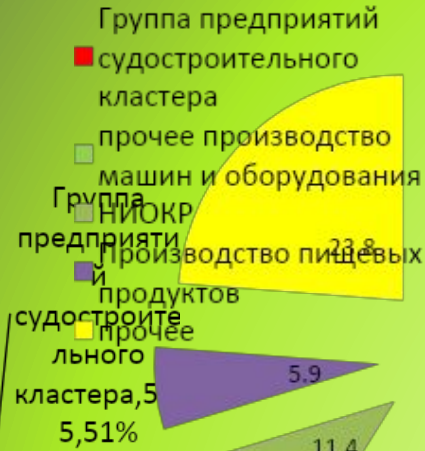 Группа предприятий
судостроительного
кластера
прочее производство
машин и оборудования
НИОКР
Производство пищевых
продуктов
прочее
Группа
предприяти
й
судостроите
льного
кластера,5
5,51%
23.8
5.9
11.4